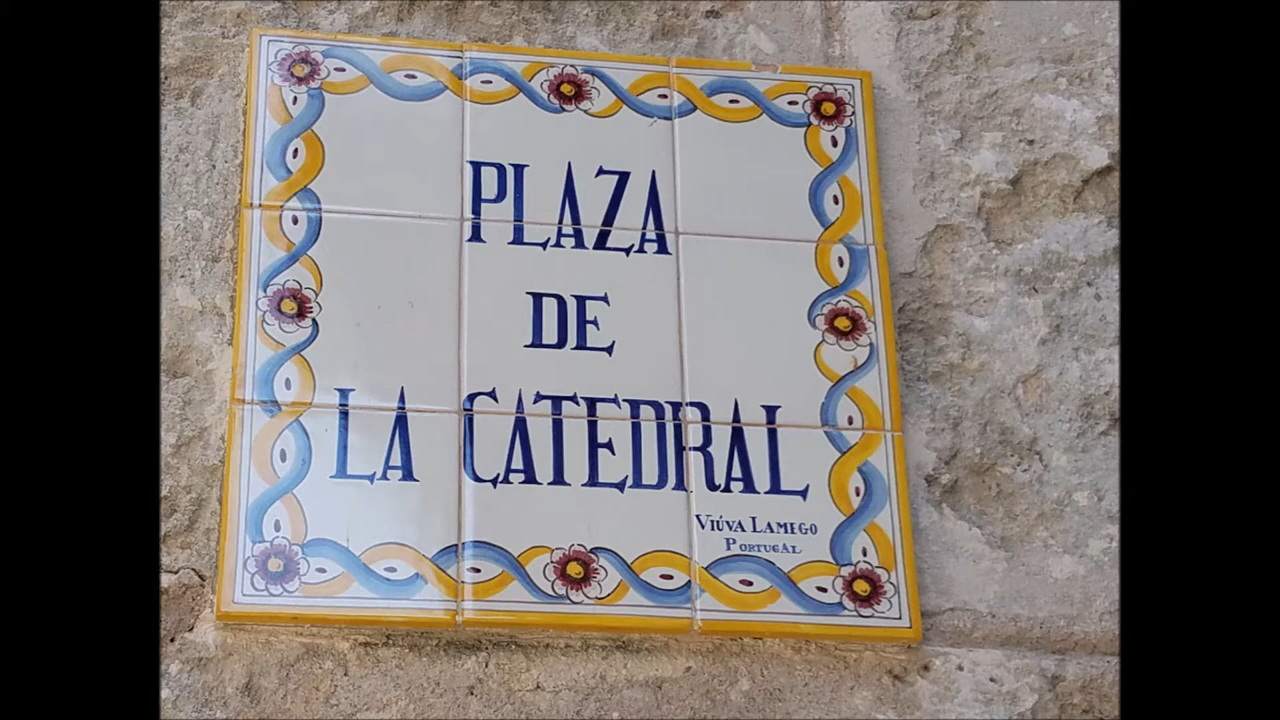 PLAZA
DE
LA CATEDRAL
VIÚVA LAMEGO
PORTUGAL